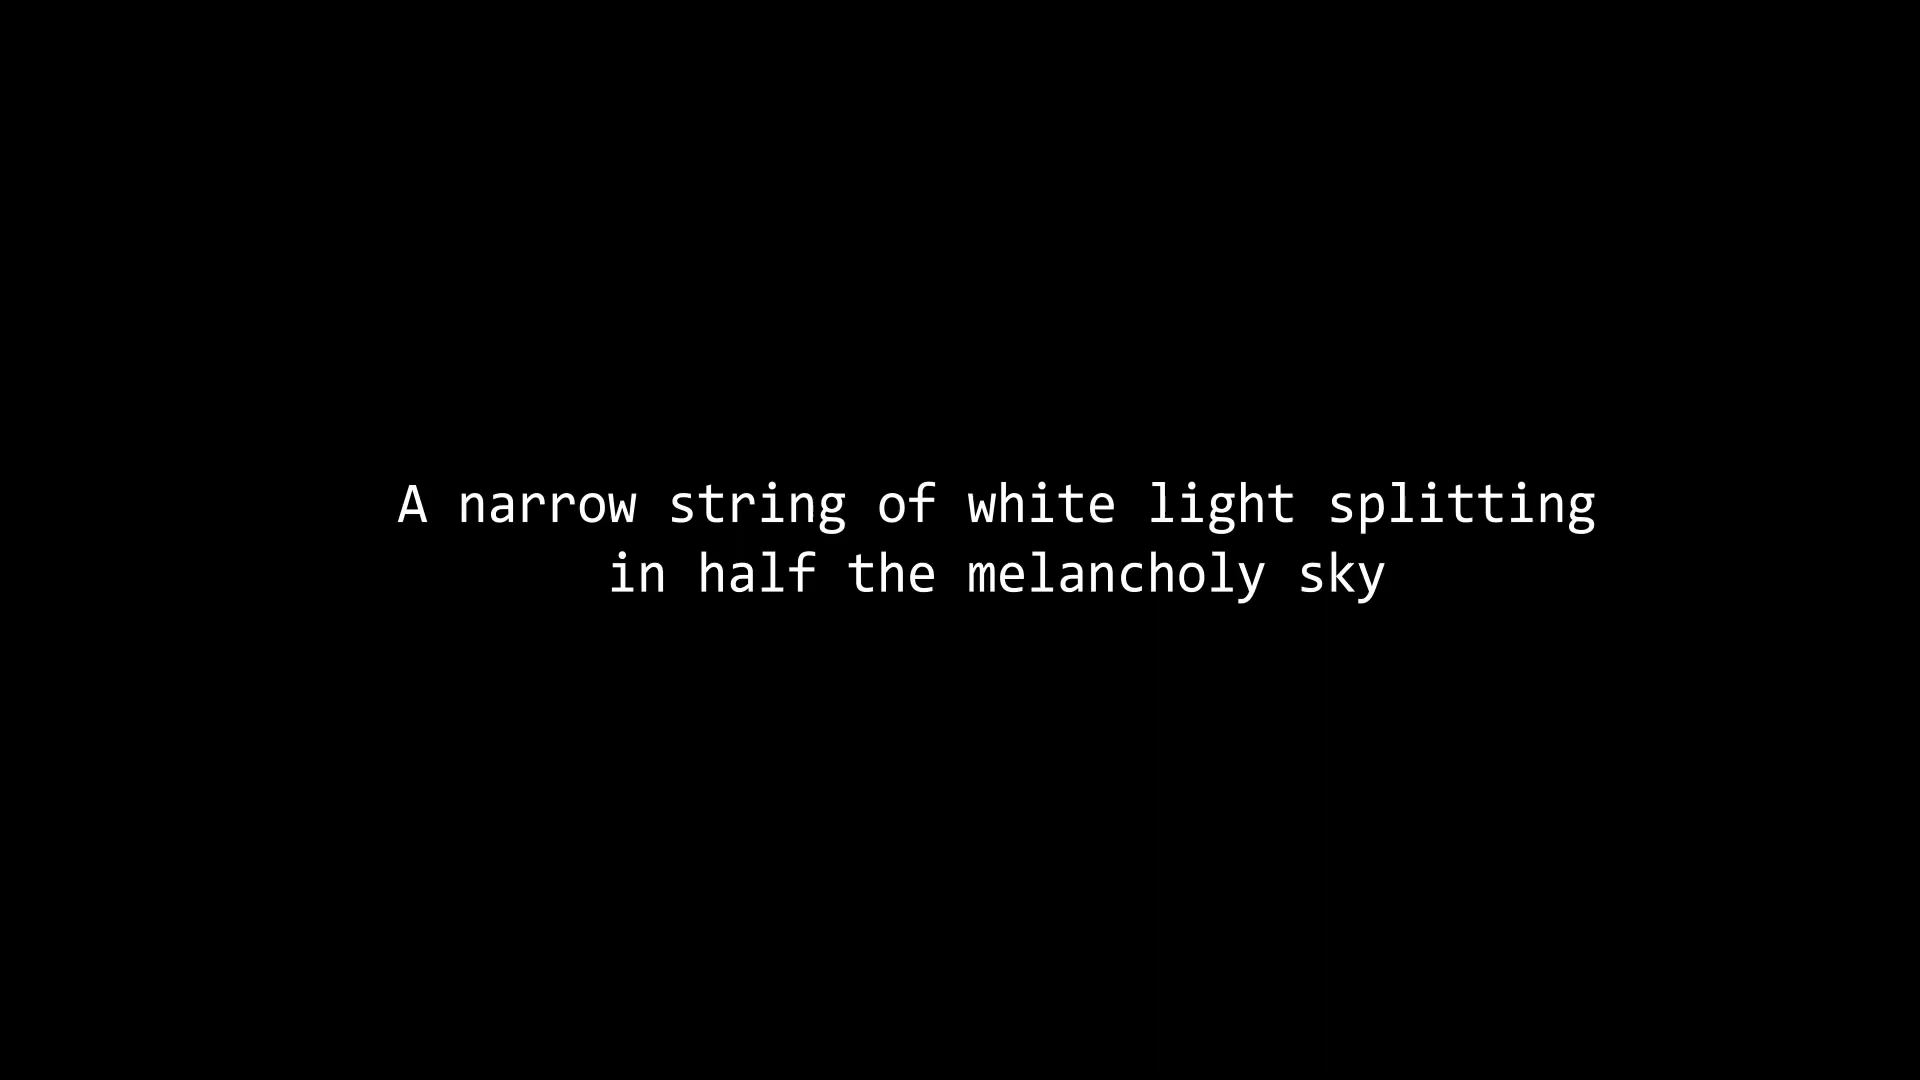 A narrow string of white light splitting
in half the melancholy sky